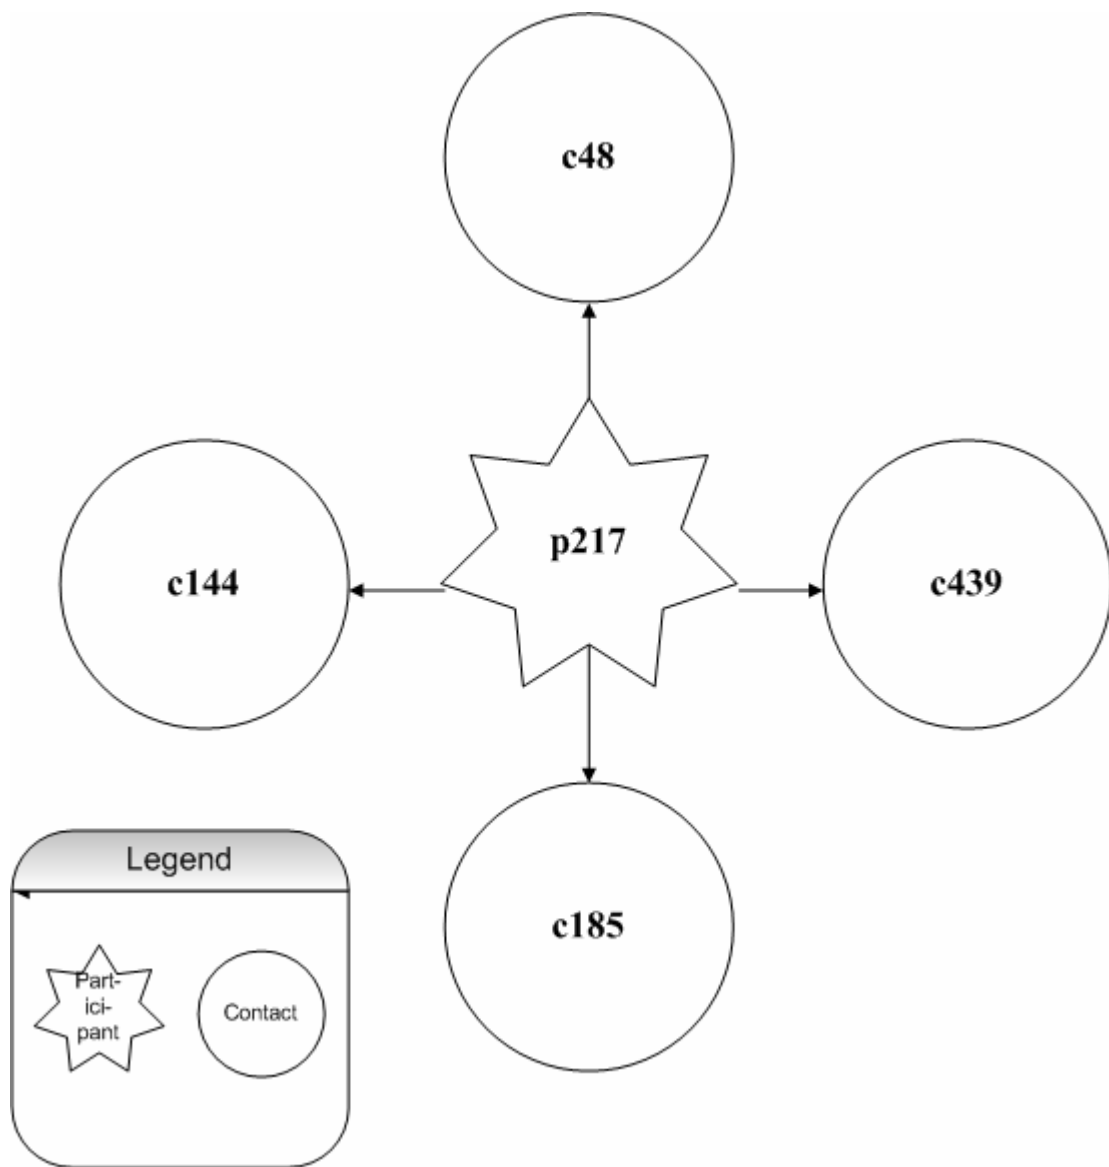 c48
p217
c144
c439
c185
Legend
Part-
ici-
pant
Contact